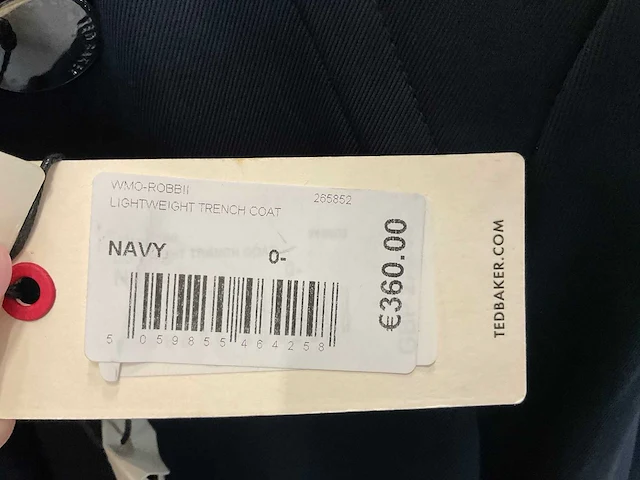 WMO-ROBBII
265852
LIGHTWEIGHT TRENCH COAT
NAVY
0-
€360.00
5 059855 464258
TEDBAKER.COM